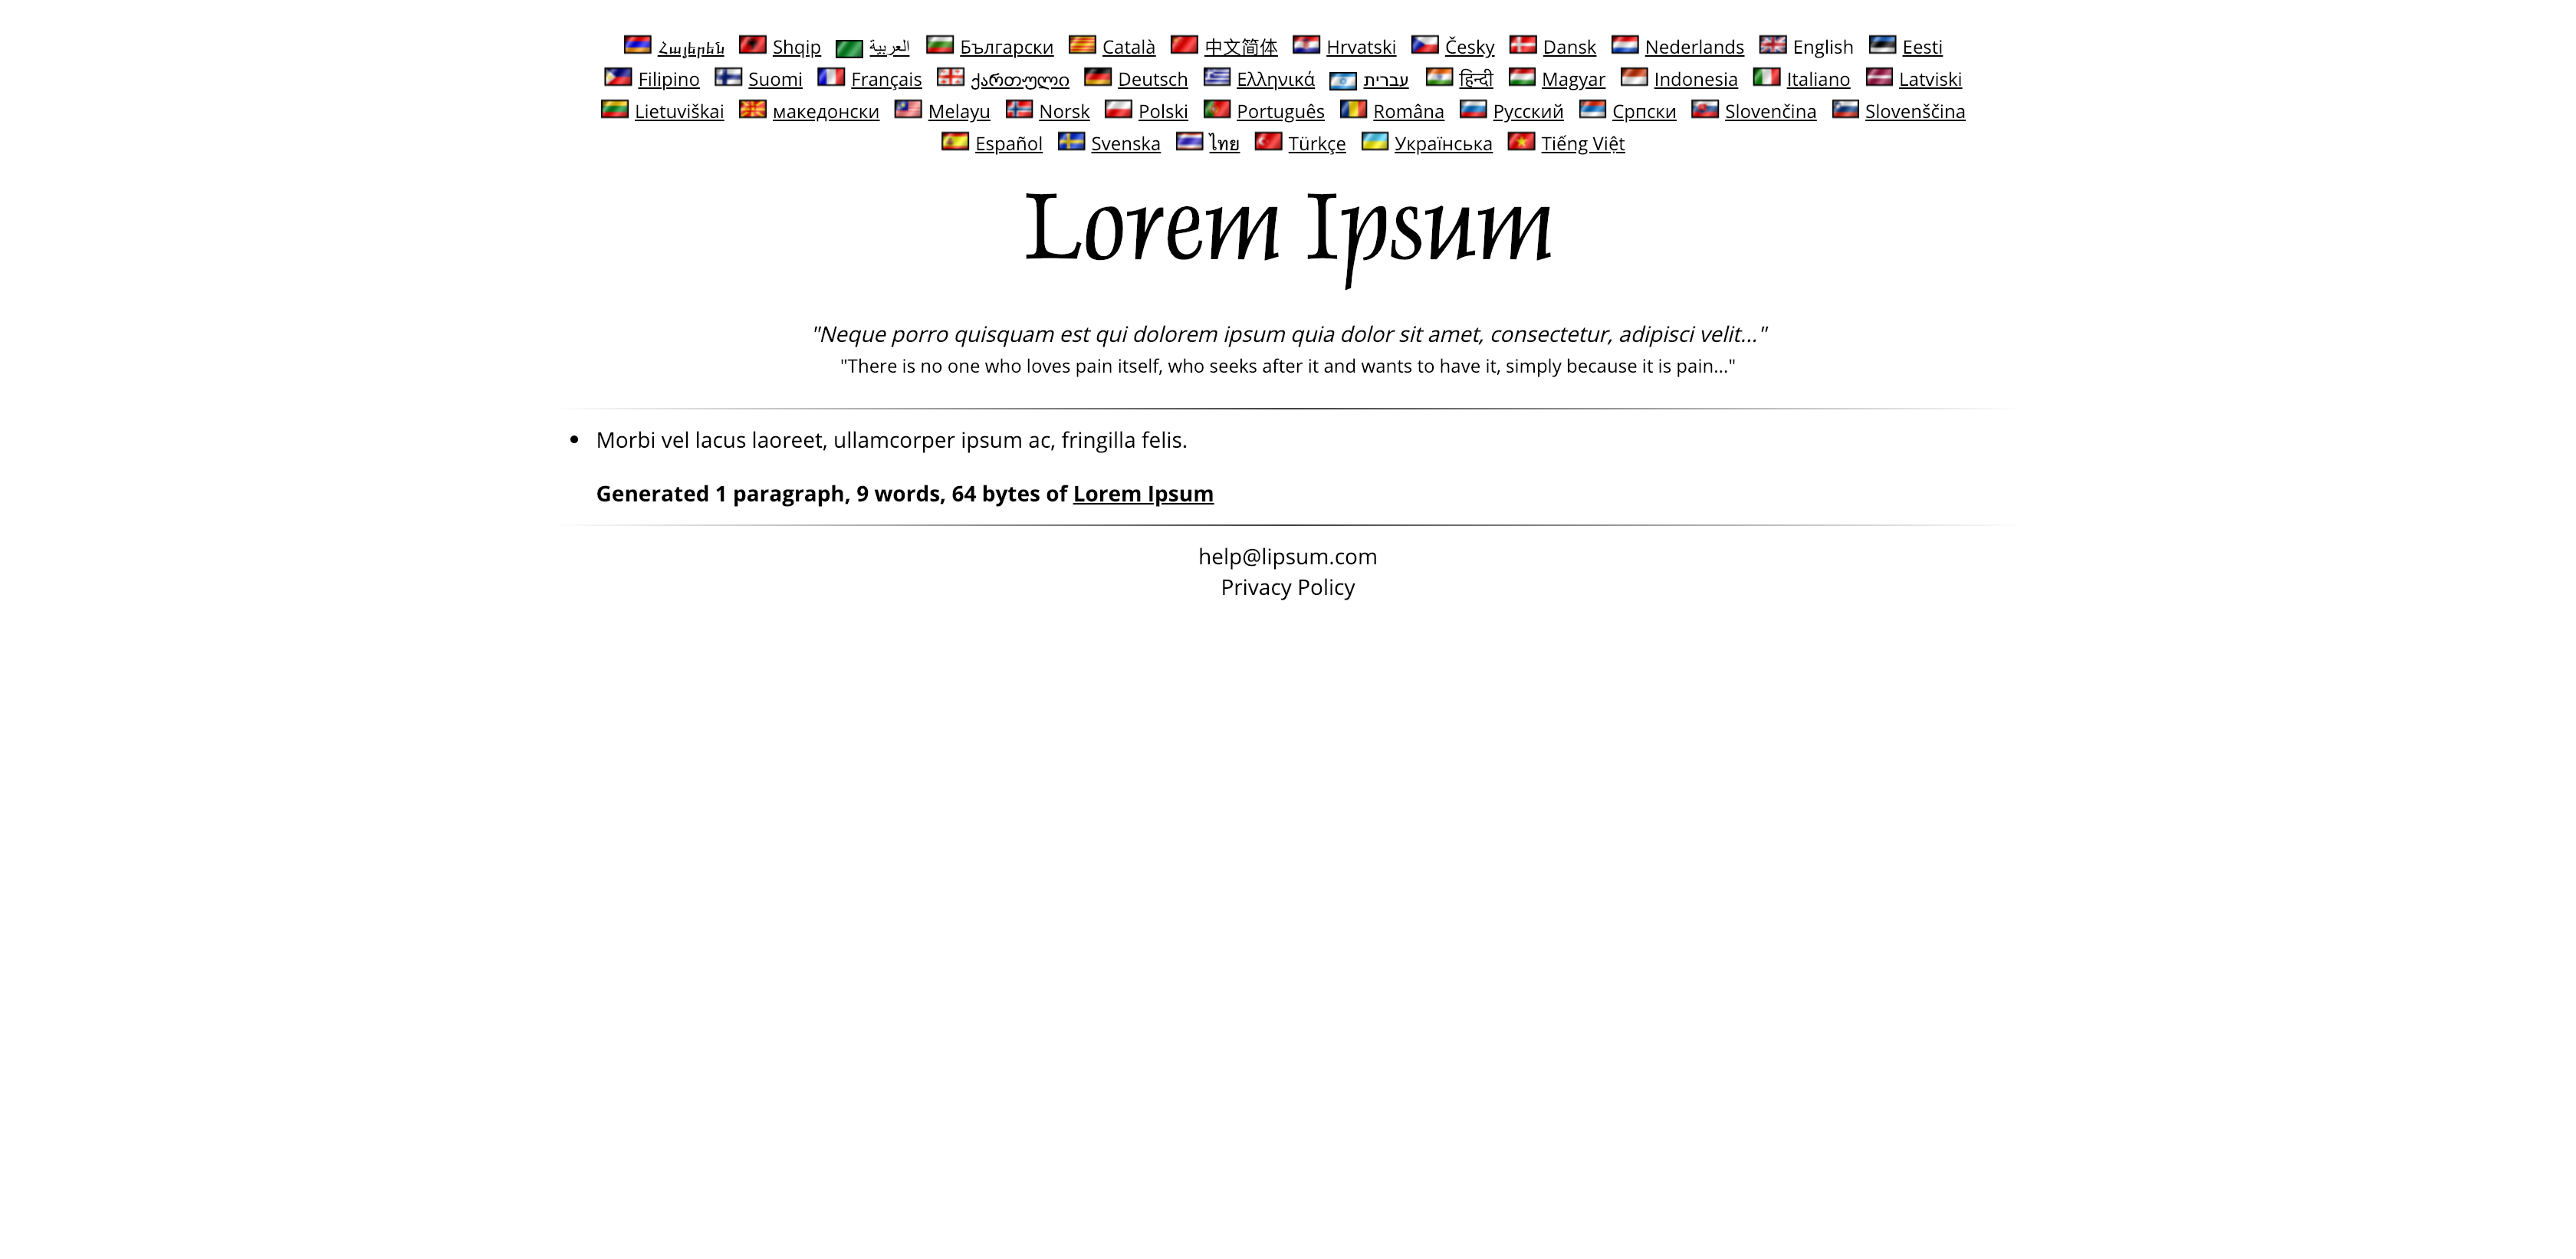 Հայերեն Shqip العربية Български Català 中文简体 Hrvatski Česky Dansk Nederlands English Eesti
Filipino Suomi Français ქართული Deutsch Ελληνικά עברית हिन्दी Magyar Indonesia Italiano Latviski
Lietuviškai македонски Melayu Norsk Polski Português Româna Pyccкий Српски Slovenčina Slovenščina
Español Svenska ไทย Türkçe Українська Tiếng Việt
Lorem Ipsum
"Neque porro quisquam est qui dolorem ipsum quia dolor sit amet, consectetur, adipisci velit..."
"There is no one who loves pain itself, who seeks after it and wants to have it, simply because it is pain..."
• Morbi vel lacus laoreet, ullamcorper ipsum ac, fringilla felis.
Generated 1 paragraph, 9 words, 64 bytes of Lorem Ipsum
help@lipsum.com
Privacy Policy